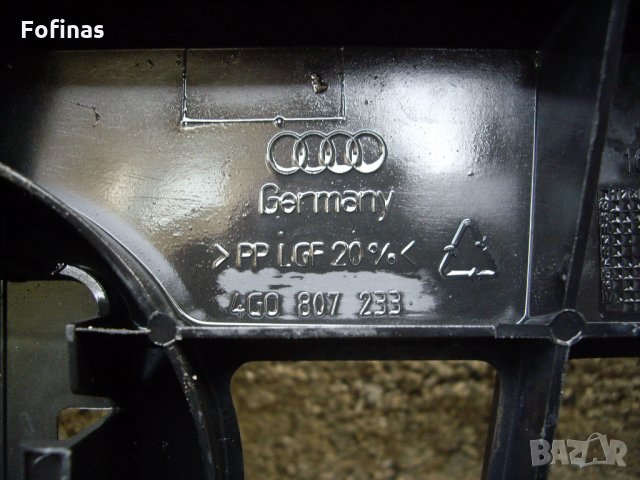 Fofinas
Germany
>PP LGF 20%<
4G0 807 233
BAZAR